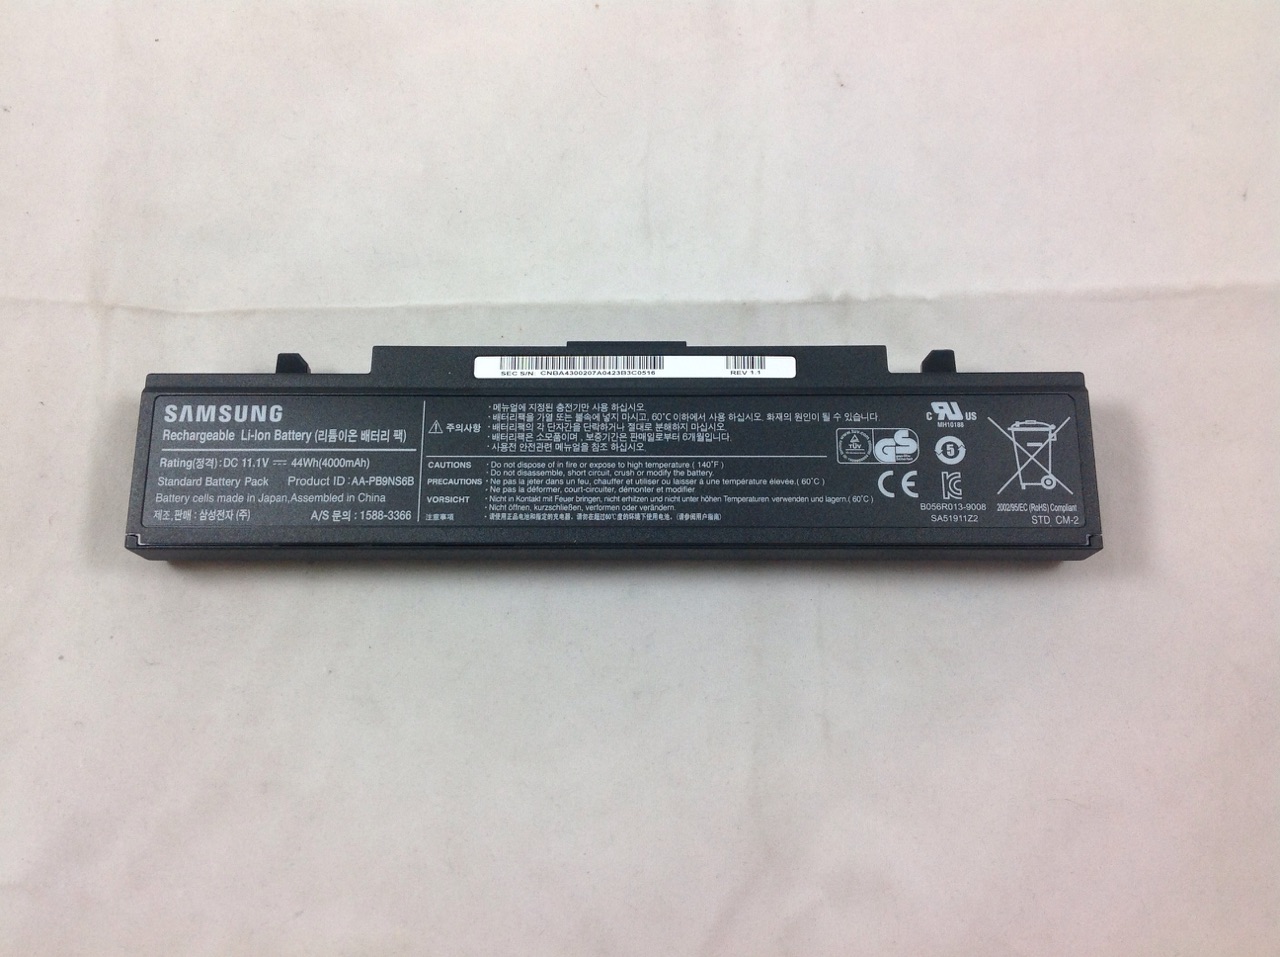 SEC S/N: CNBA4300207A0423B3C0516 REV 1.1
SAMSUNG
Rechargeable Li-Ion Battery (리튬이온 배터리 팩)
Rating(정격):DC 11.1V ⎓ 44Wh(4000mAh)
Standard Battery Pack Product ID: AA-PB9NS6B
Battery cells made in Japan,Assembled in China
제조, 판매 : 삼성전자 (주) A/S 문의 : 1588-3366
주의사항
· 메뉴얼에 지정된 충전기만 사용 하십시오.
· 배터리팩을 가열 또는 불속에 넣지 마시고, 60℃ 이하에서 사용 하십시오. 화재의 원인이 될 수 있습니다.
· 배터리팩의 각 단자간을 단락하거나 절대로 분해하지 마십시오.
· 배터리팩은 소모품이며, 보증기간은 판매일로부터 6개월 입니다.
· 사용전 안전관련 메뉴얼을 참조 하십시오.
CAUTIONS
· Do not dispose of in fire or expose to high temperature ( 140°F )
· Do not disassemble, short circuit, crush or modify the battery.
PRECAUTIONS
· Ne pas la jeter dans un feu, chauffer et utiliser ou laisser à une température élevée.( 60°C )
· Ne pas la déformer, court-circuiter, démonter ou modifier.
VORSICHT
· Nicht in Kontakt mit Feuer bringen, nicht erhitzen und nicht unter höhen Temperaturen verwenden und lagern.( 60°C )
· Nicht öffnen, kurzschließen, verformen oder verändern.
注意事項
TÜV
GS
C UR US
MH10188
5
CE
B056R013-9008
SA51911Z2
2002/95/EC (RoHS) Compliant
STD CM-2